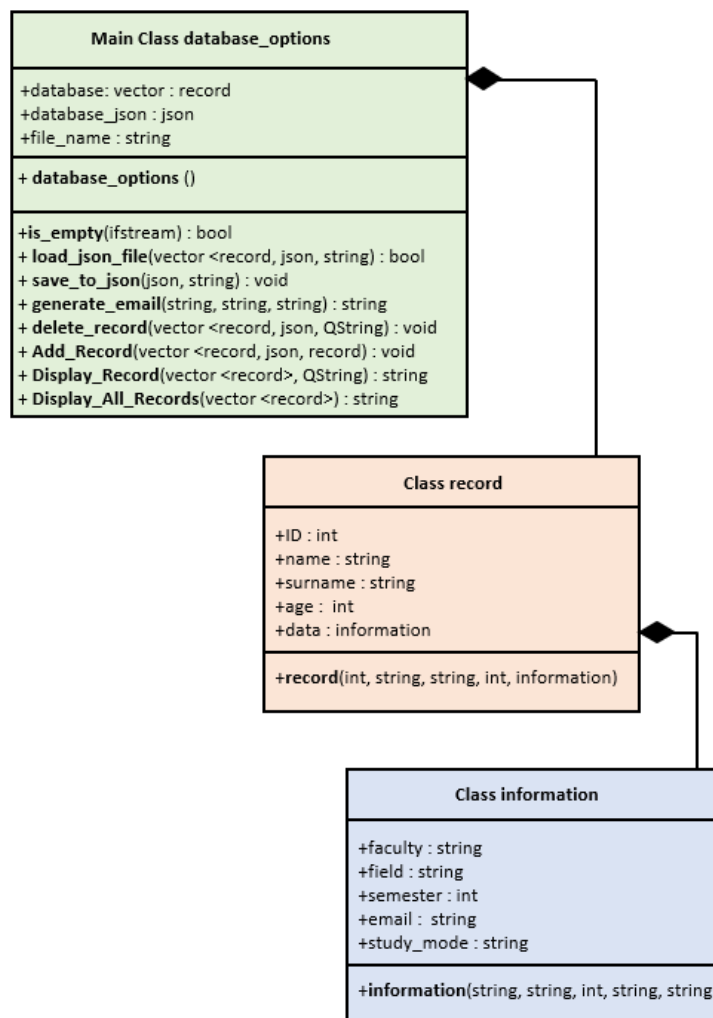 Main Class database_options
+database: vector : record
+database_json : json
+file_name : string
+ database_options ()
+is_empty(ifstream) : bool
+ load_json_file(vector <record, json, string) : bool
+ save_to_json(json, string) : void
+ generate_email(string, string, string) : string
+ delete_record(vector <record, json, QString) : void
+ Add_Record(vector <record, json, record) : void
+ Display_Record(vector <record>, QString) : string
+ Display_All_Records(vector <record>) : string
Class record
+ID : int
+name : string
+surname : string
+age :  int
+data : information
+record(int, string, string, int, information)
Class information
+faculty : string
+field : string
+semester : int
+email :  string
+study_mode : string
+information(string, string, int, string, string